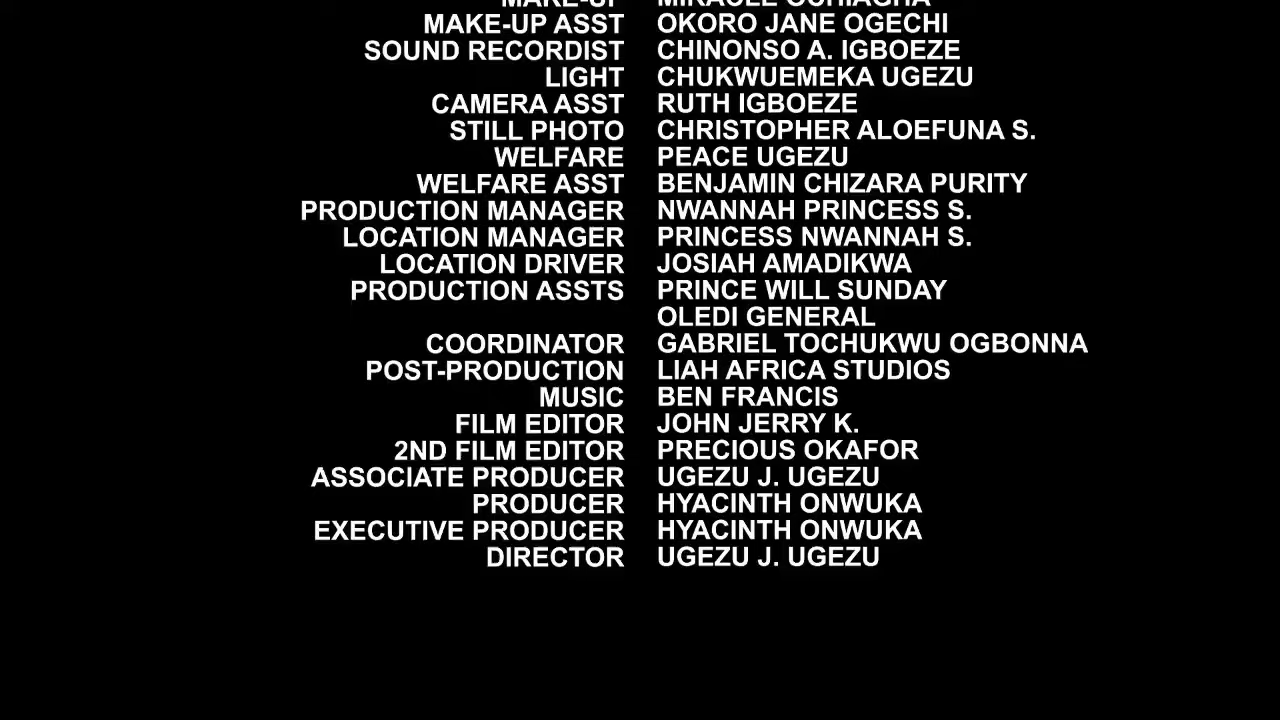 MAKE-UP MIRACLE OCHIAGHA
MAKE-UP ASST OKORO JANE OGECHI
SOUND RECORDIST CHINONSO A. IGBOEZE
LIGHT CHUKWUEMEKA UGEZU
CAMERA ASST RUTH IGBOEZE
STILL PHOTO CHRISTOPHER ALOEFUNA S.
WELFARE PEACE UGEZU
WELFARE ASST BENJAMIN CHIZARA PURITY
PRODUCTION MANAGER NWANNAH PRINCESS S.
LOCATION MANAGER PRINCESS NWANNAH S.
LOCATION DRIVER JOSIAH AMADIKWA
PRODUCTION ASSTS PRINCE WILL SUNDAY
OLEDI GENERAL
COORDINATOR GABRIEL TOCHUKWU OGBONNA
POST-PRODUCTION LIAH AFRICA STUDIOS
MUSIC BEN FRANCIS
FILM EDITOR JOHN JERRY K.
2ND FILM EDITOR PRECIOUS OKAFOR
ASSOCIATE PRODUCER UGEZU J. UGEZU
PRODUCER HYACINTH ONWUKA
EXECUTIVE PRODUCER HYACINTH ONWUKA
DIRECTOR UGEZU J. UGEZU